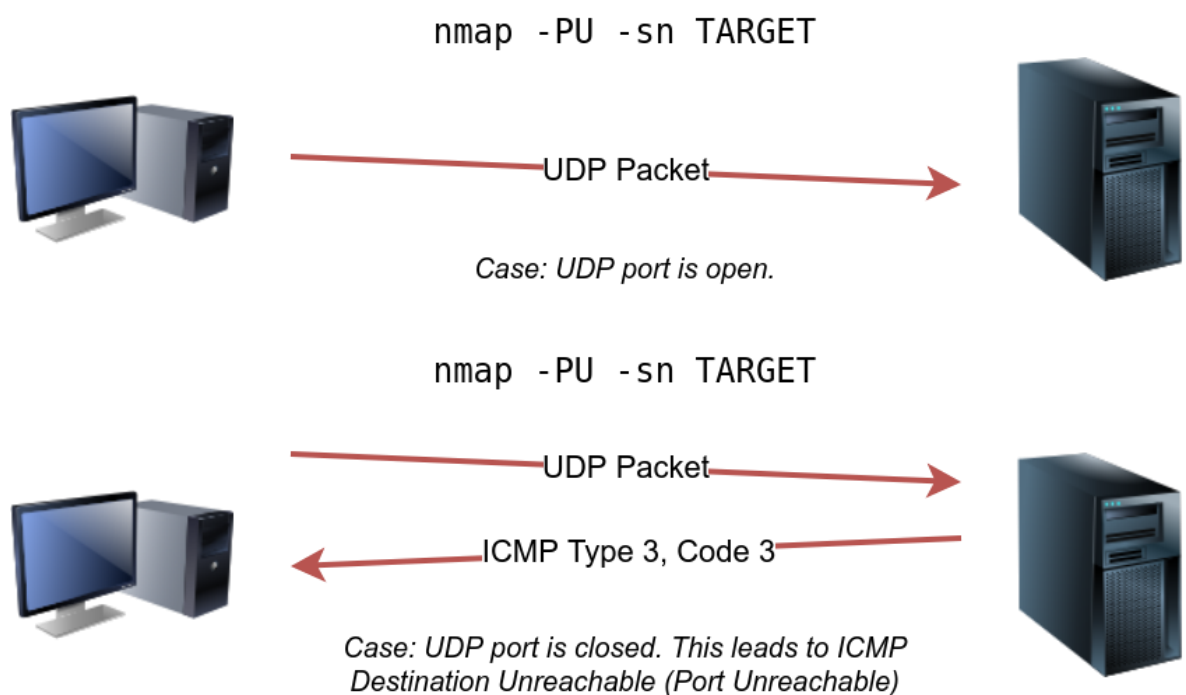 nmap -PU -sn TARGET
UDP Packet
Case: UDP port is open.
nmap -PU -sn TARGET
UDP Packet
ICMP Type 3, Code 3
Case: UDP port is closed. This leads to ICMP
Destination Unreachable (Port Unreachable)